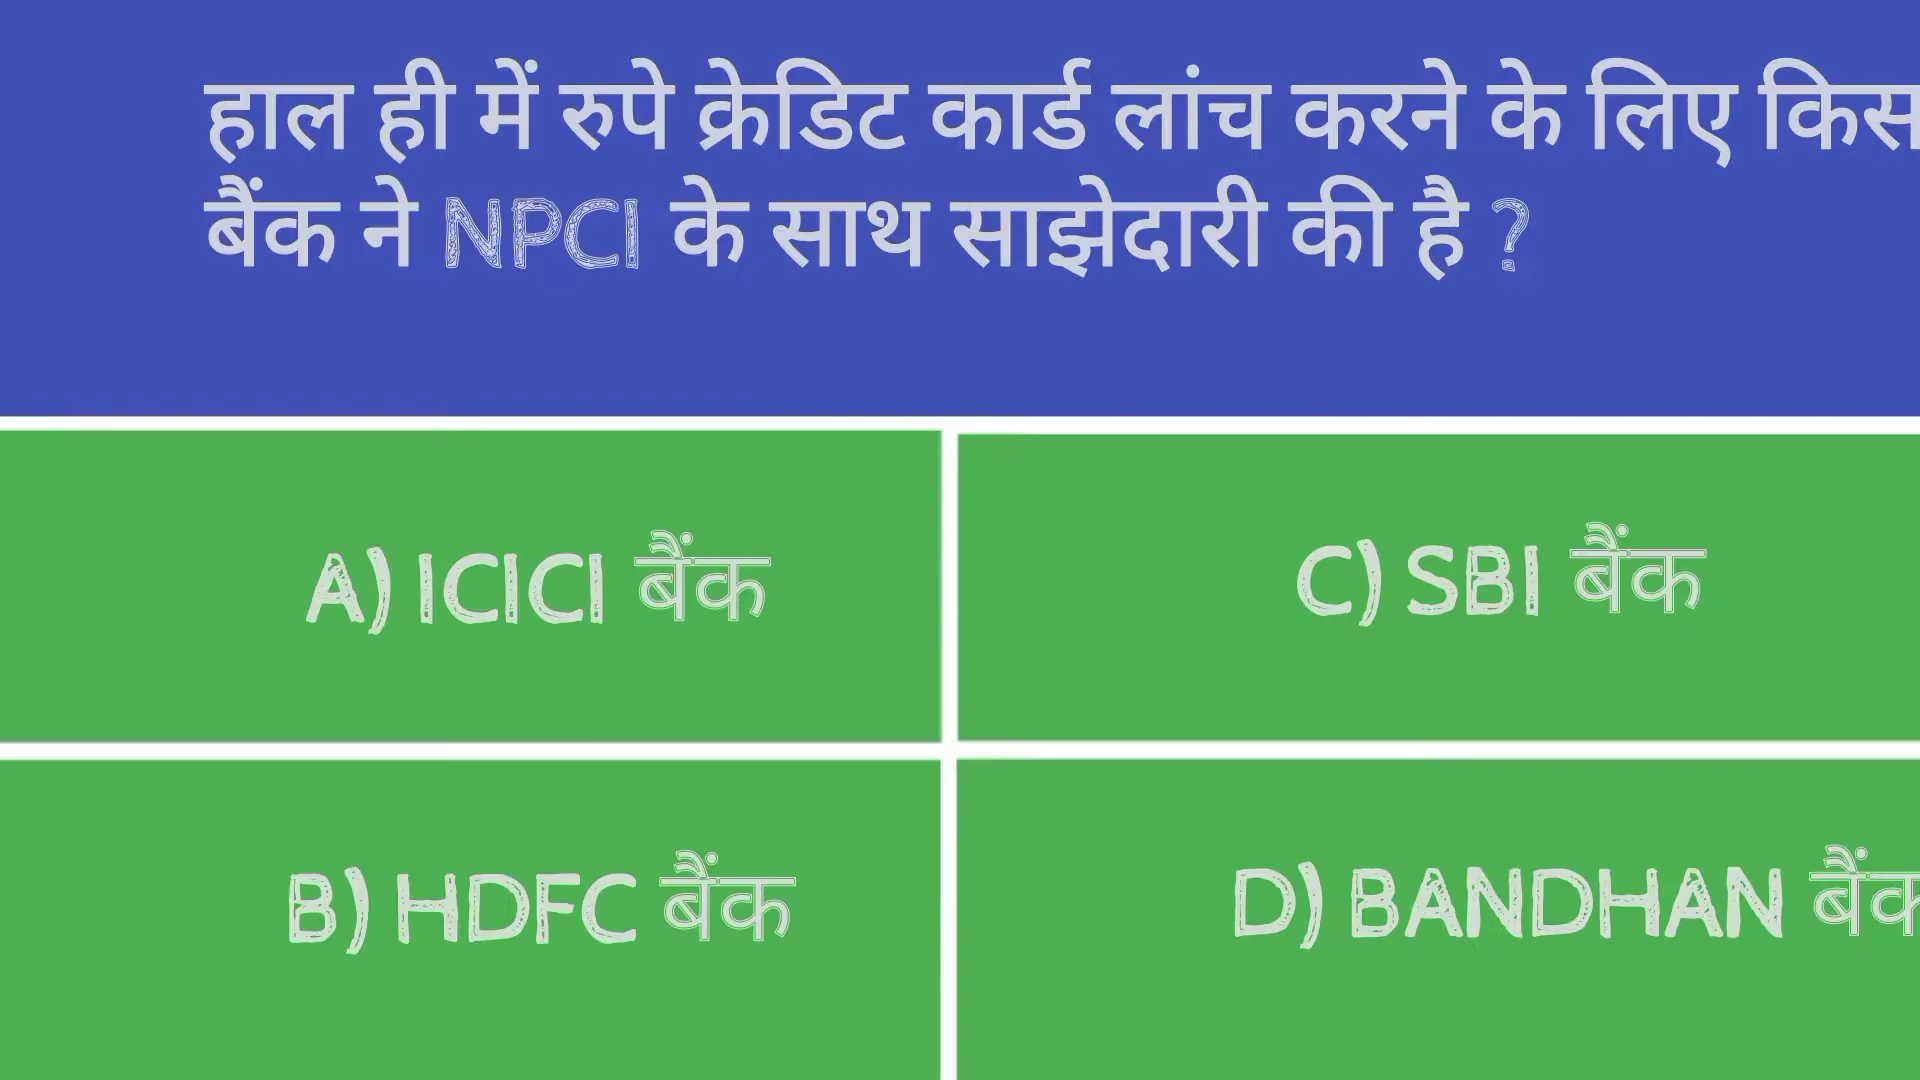 हाल ही में रुपे क्रेडिट कार्ड लांच करने के लिए किस
बैंक ने NPCI के साथ साझेदारी की है ?
A) ICICI बैंक
C) SBI बैंक
B) HDFC बैंक
D) BANDHAN बैंक